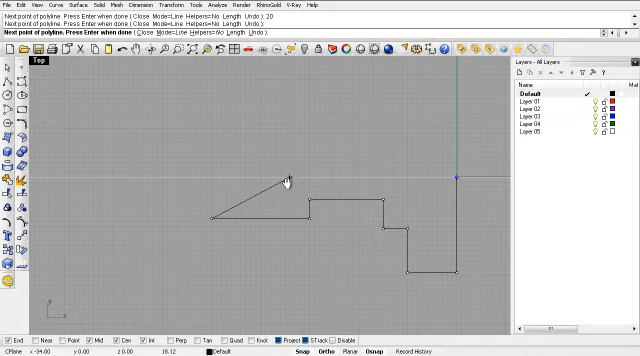 File Edit View Curve Surface Solid Mesh Dimension Transform Tools Analyze Render RhinoGold V-Ray Help
Next point of polyline. Press Enter when done (Close Mode=Line Helpers=No Length Undo): 20
Next point of polyline. Press Enter when done (Close Mode=Line Helpers=No Length Undo):
Next point of polyline. Press Enter when done (Close Mode=Line Helpers=No Length Undo):
Top
Layers - All Layers
Name Mat
Default
Layer 01
Layer 02
Layer 03
Layer 04
Layer 05
y
x
End Near Point Mid Cen Int Perp Tan Quad Knot Project STrack Disable
CPlane x -34.00 y 0.00 z 0.00 18.12 Default Snap Ortho Planar Osnap Record History